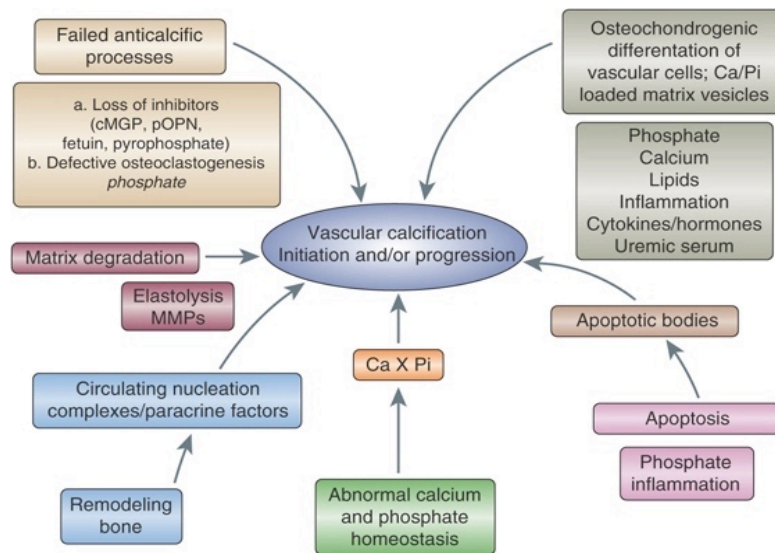 Failed anticalcific
processes
a. Loss of inhibitors
(cMGP, pOPN,
fetuin, pyrophosphate)
b. Defective osteoclastogenesis
phosphate
Osteochondrogenic
differentation of
vascular cells; Ca/Pi
loaded matrix vesicles
Phosphate
Calcium
Lipids
Inflammation
Cytokines/hormones
Uremic serum
Vascular calcification
Initiation and/or progression
Matrix degradation
Elastolysis
MMPs
Circulating nucleation
complexes/paracrine factors
Remodeling
bone
Ca X Pi
Abnormal calcium
and phosphate
homeostasis
Apoptotic bodies
Apoptosis
Phosphate
inflammation